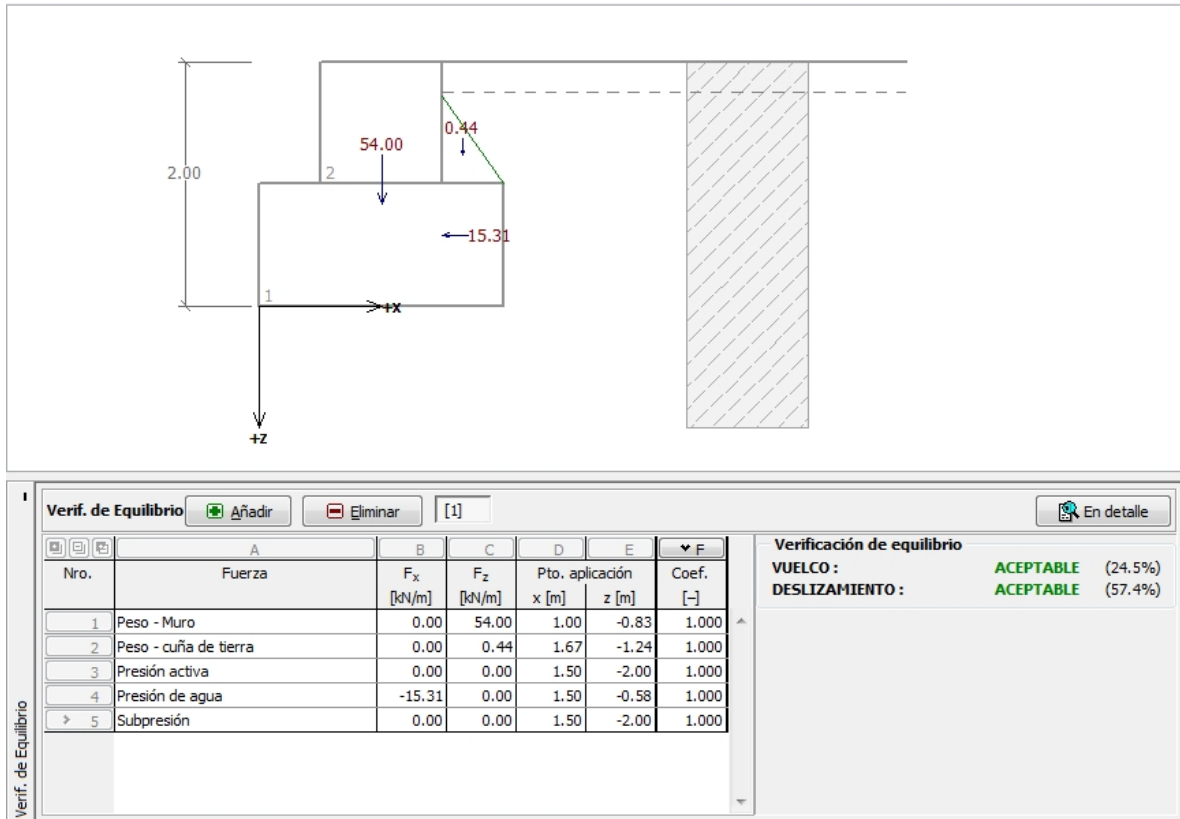 2.00
2
54.00
0.44
15.31
1
+x
+z
Verif. de Equilibrio
Añadir
Eliminar
[1]
En detalle
A B C D E F
Nro. Fuerza Fx Fz Pto. aplicación Coef.
[kN/m] [kN/m] x [m] z [m] [–]
1 Peso - Muro 0.00 54.00 1.00 -0.83 1.000
2 Peso - cuña de tierra 0.00 0.44 1.67 -1.24 1.000
3 Presión activa 0.00 0.00 1.50 -2.00 1.000
4 Presión de agua -15.31 0.00 1.50 -0.58 1.000
5 Subpresión 0.00 0.00 1.50 -2.00 1.000
Verificación de equilibrio
VUELCO : ACEPTABLE (24.5%)
DESLIZAMIENTO : ACEPTABLE (57.4%)
Verif. de Equilibrio